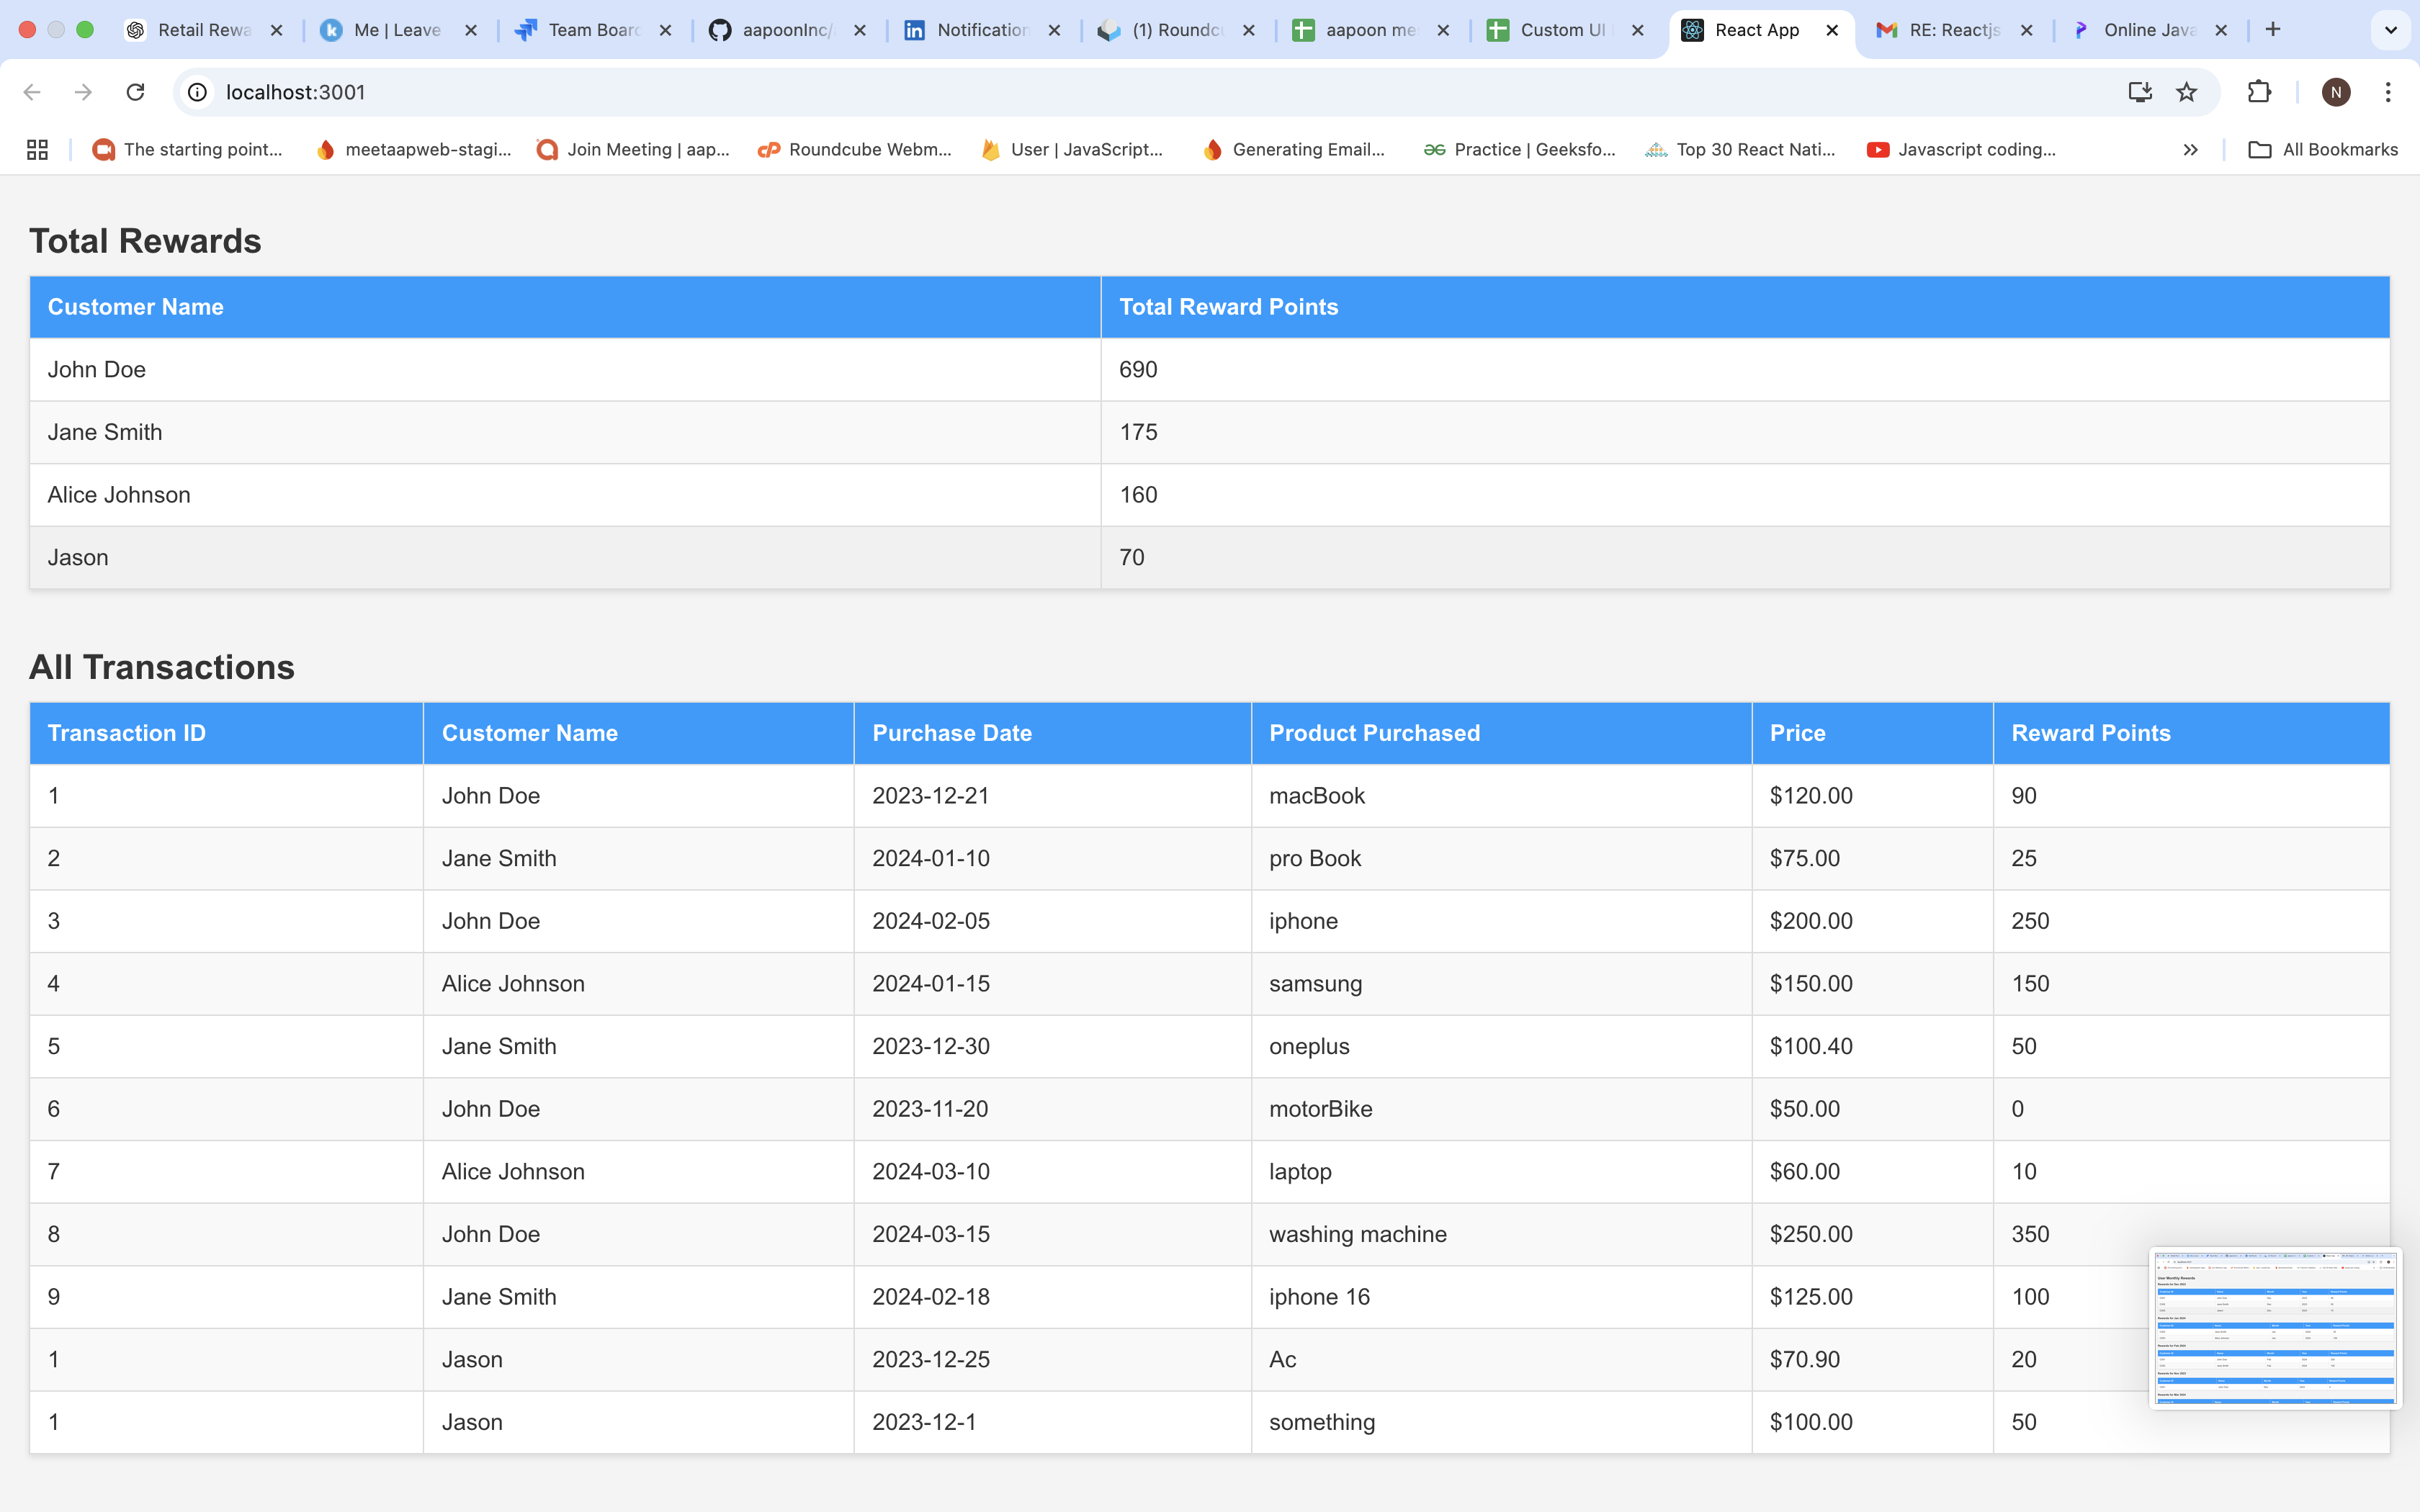 Retail Rewa
Me | Leave
Team Board
aapoonInc/
Notification
(1) Roundcu
aapoon me
Custom UI
React App
RE: Reactjs
Online Java
localhost:3001
N
The starting point...
meetaapweb-stagi...
Join Meeting | aap...
Roundcube Webm...
User | JavaScript...
Generating Email...
Practice | Geeksfo...
Top 30 React Nati...
Javascript coding...
All Bookmarks
Total Rewards
Customer Name Total Reward Points
John Doe 690
Jane Smith 175
Alice Johnson 160
Jason 70
All Transactions
Transaction ID Customer Name Purchase Date Product Purchased Price Reward Points
1 John Doe 2023-12-21 macBook $120.00 90
2 Jane Smith 2024-01-10 pro Book $75.00 25
3 John Doe 2024-02-05 iphone $200.00 250
4 Alice Johnson 2024-01-15 samsung $150.00 150
5 Jane Smith 2023-12-30 oneplus $100.40 50
6 John Doe 2023-11-20 motorBike $50.00 0
7 Alice Johnson 2024-03-10 laptop $60.00 10
8 John Doe 2024-03-15 washing machine $250.00 350
9 Jane Smith 2024-02-18 iphone 16 $125.00 100
1 Jason 2023-12-25 Ac $70.90 20
1 Jason 2023-12-1 something $100.00 50
User Monthly Rewards